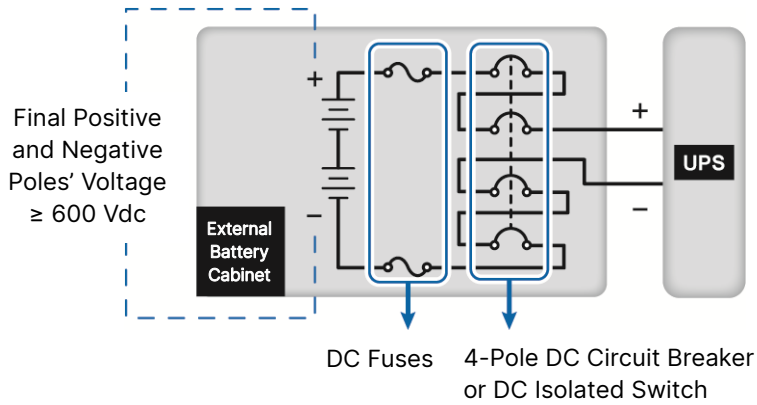 Final Positive
and Negative
Poles’ Voltage
≥ 600 Vdc
+
−
External
Battery
Cabinet
+
−
UPS
DC Fuses
4-Pole DC Circuit Breaker
or DC Isolated Switch